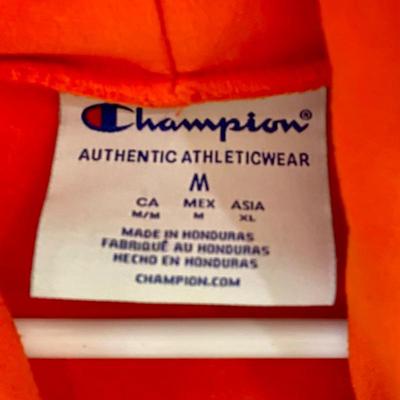 Champion®
AUTHENTIC ATHLETICWEAR
M
CA MEX ASIA
M/M M XL
MADE IN HONDURAS
FABRIQUÉ AU HONDURAS
HECHO EN HONDURAS
CHAMPION.COM